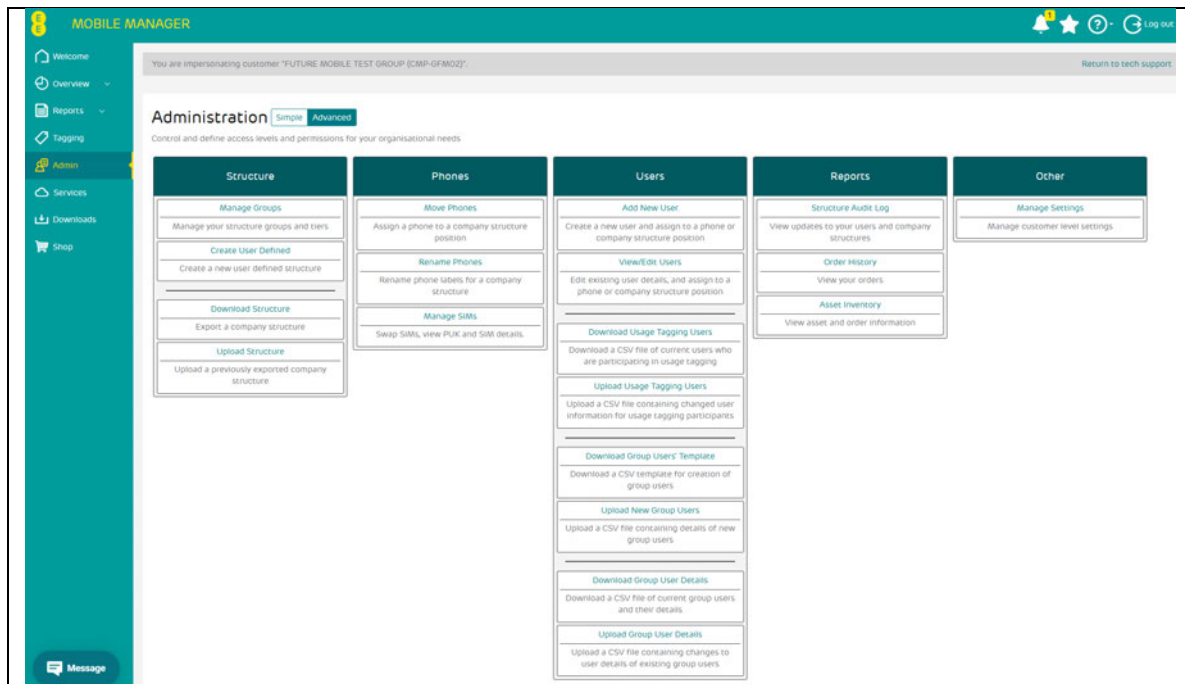 EE
MOBILE MANAGER
1
Log out
Welcome
Overview
Reports
Tagging
Admin
Services
Downloads
Shop
Message
You are impersonating customer "FUTURE MOBILE TEST GROUP (CMP-GFM02)".
Return to tech support
Administration
Simple
Advanced
Control and define access levels and permissions for your organisational needs
Structure
Manage Groups
Manage your structure groups and tiers
Create User Defined
Create a new user defined structure
Download Structure
Export a company structure
Upload Structure
Upload a previously exported company
structure
Phones
Move Phones
Assign a phone to a company structure
position
Rename Phones
Rename phone labels for a company
structure
Manage SIMs
Swap SIMs, view PUK and SIM details.
Users
Add New User
Create a new user and assign to a phone or
company structure position
View/Edit Users
Edit existing user details, and assign to a
phone or company structure position
Download Usage Tagging Users
Download a CSV file of current users who
are participating in usage tagging
Upload Usage Tagging Users
Upload a CSV file containing changed user
information for usage tagging participants
Download Group Users' Template
Download a CSV template for creation of
group users
Upload New Group Users
Upload a CSV file containing details of new
group users
Download Group User Details
Download a CSV file of current group users
and their details
Upload Group User Details
Upload a CSV file containing changes to
user details of existing group users
Reports
Structure Audit Log
View updates to your users and company
structures
Order History
View your orders
Asset Inventory
View asset and order information
Other
Manage Settings
Manage customer level settings